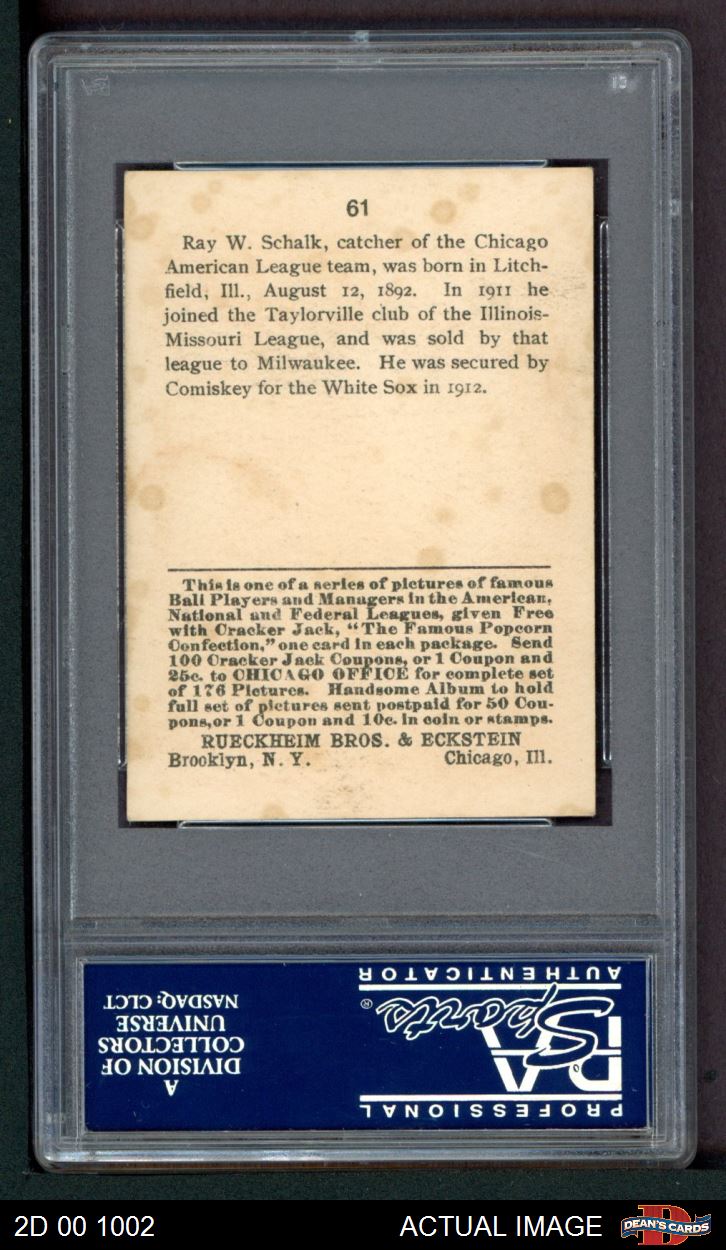 61
Ray W. Schalk, catcher of the Chicago
American League team, was born in Litch-
field, Ill., August 12, 1892. In 1911 he
joined the Taylorville club of the Illinois-
Missouri League, and was sold by that
league to Milwaukee. He was secured by
Comiskey for the White Sox in 1912.
This is one of a series of pictures of famous
Ball Players and Managers in the American,
National and Federal Leagues, given Free
with Cracker Jack, "The Famous Popcorn
Confection," one card in each package. Send
100 Cracker Jack Coupons, or 1 Coupon and
25c. to CHICAGO OFFICE for complete set
of 176 Pictures. Handsome Album to hold
full set of pictures sent postpaid for 50 Cou-
pons, or 1 Coupon and 10c. in coin or stamps.
RUECKHEIM BROS. & ECKSTEIN
Brooklyn, N. Y. Chicago, Ill.
PROFESSIONAL
PSA
Sports®
AUTHENTICATOR
A
DIVISION OF
COLLECTORS
UNIVERSE
NASDAQ: CLCT
2D 00 1002
ACTUAL IMAGE
DEAN'S CARDS